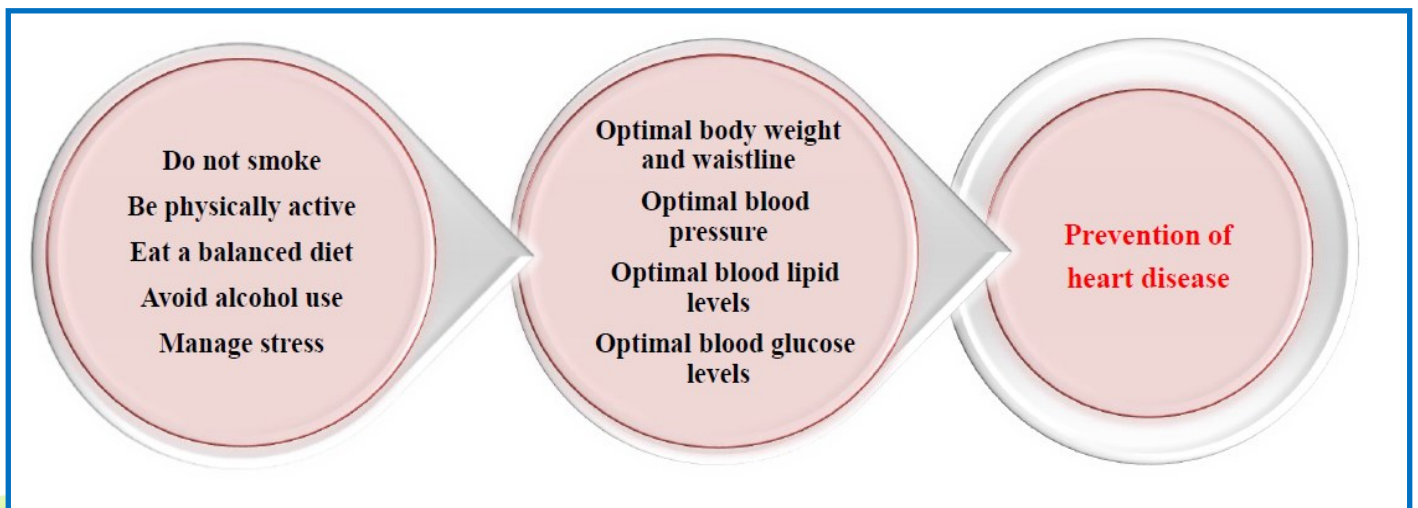 Do not smoke
Be physically active
Eat a balanced diet
Avoid alcohol use
Manage stress
Optimal body weight
and waistline
Optimal blood
pressure
Optimal blood lipid
levels
Optimal blood glucose
levels
Prevention of
heart disease